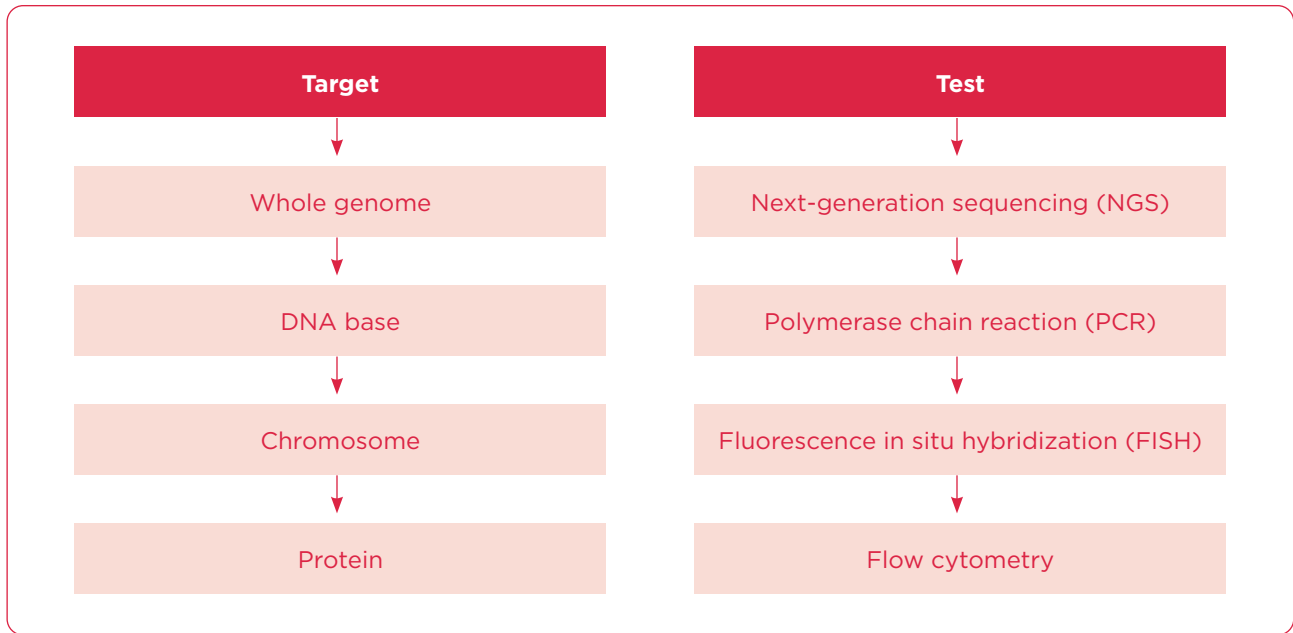 Target
Whole genome
DNA base
Chromosome
Protein
Test
Next-generation sequencing (NGS)
Polymerase chain reaction (PCR)
Fluorescence in situ hybridization (FISH)
Flow cytometry